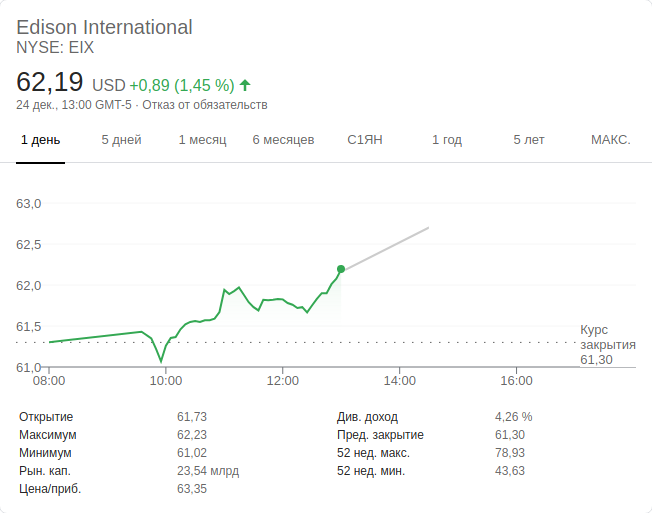 Edison International
NYSE: EIX
62,19 USD +0,89 (1,45 %)
24 дек., 13:00 GMT-5 · Отказ от обязательств
1 день 5 дней 1 месяц 6 месяцев С1ЯН 1 год 5 лет МАКС.
63,0
62,5
62,0
61,5
61,0
Курс
закрытия
61,30
08:00 10:00 12:00 14:00 16:00
Открытие 61,73 Див. доход 4,26 %
Максимум 62,23 Пред. закрытие 61,30
Минимум 61,02 52 нед. макс. 78,93
Рын. кап. 23,54 млрд 52 нед. мин. 43,63
Цена/приб. 63,35